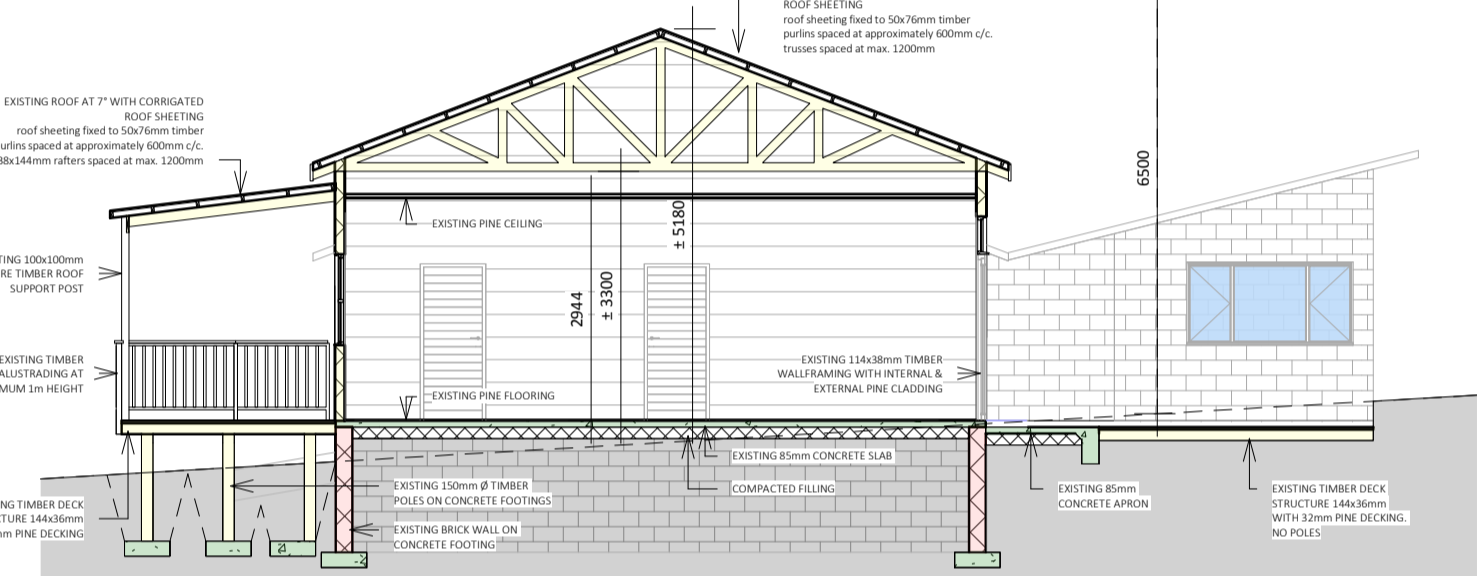 ROOF SHEETING
roof sheeting fixed to 50x76mm timber
purlins spaced at approximately 600mm c/c.
trusses spaced at max. 1200mm
EXISTING ROOF AT 7° WITH CORRIGATED
ROOF SHEETING
roof sheeting fixed to 50x76mm timber
urlins spaced at approximately 600mm c/c.
38x144mm rafters spaced at max. 1200mm
6500
± 5180
EXISTING PINE CEILING
TING 100x100mm
RE TIMBER ROOF
SUPPORT POST
2944
± 3300
EXISTING TIMBER
ALUSTRADING AT
MUM 1m HEIGHT
EXISTING 114x38mm TIMBER
WALLFRAMING WITH INTERNAL &
EXTERNAL PINE CLADDING
EXISTING PINE FLOORING
EXISTING 85mm CONCRETE SLAB
COMPACTED FILLING
EXISTING 150mm Ø TIMBER
POLES ON CONCRETE FOOTINGS
EXISTING BRICK WALL ON
CONCRETE FOOTING
NG TIMBER DECK
CTURE 144x36mm
mm PINE DECKING
EXISTING 85mm
CONCRETE APRON
EXISTING TIMBER DECK
STRUCTURE 144x36mm
WITH 32mm PINE DECKING.
NO POLES